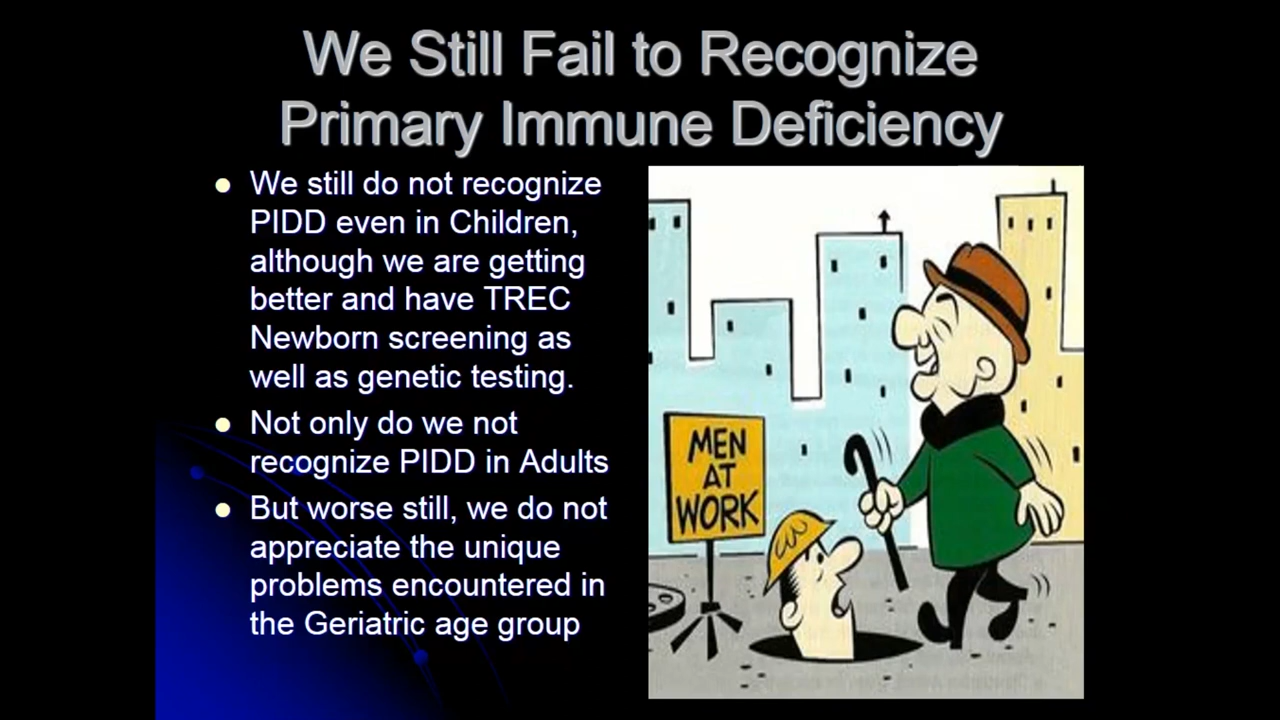 We Still Fail to Recognize
Primary Immune Deficiency
We still do not recognize
PIDD even in Children,
although we are getting
better and have TREC
Newborn screening as
well as genetic testing.
Not only do we not
recognize PIDD in Adults
But worse still, we do not
appreciate the unique
problems encountered in
the Geriatric age group
MEN
AT
WORK